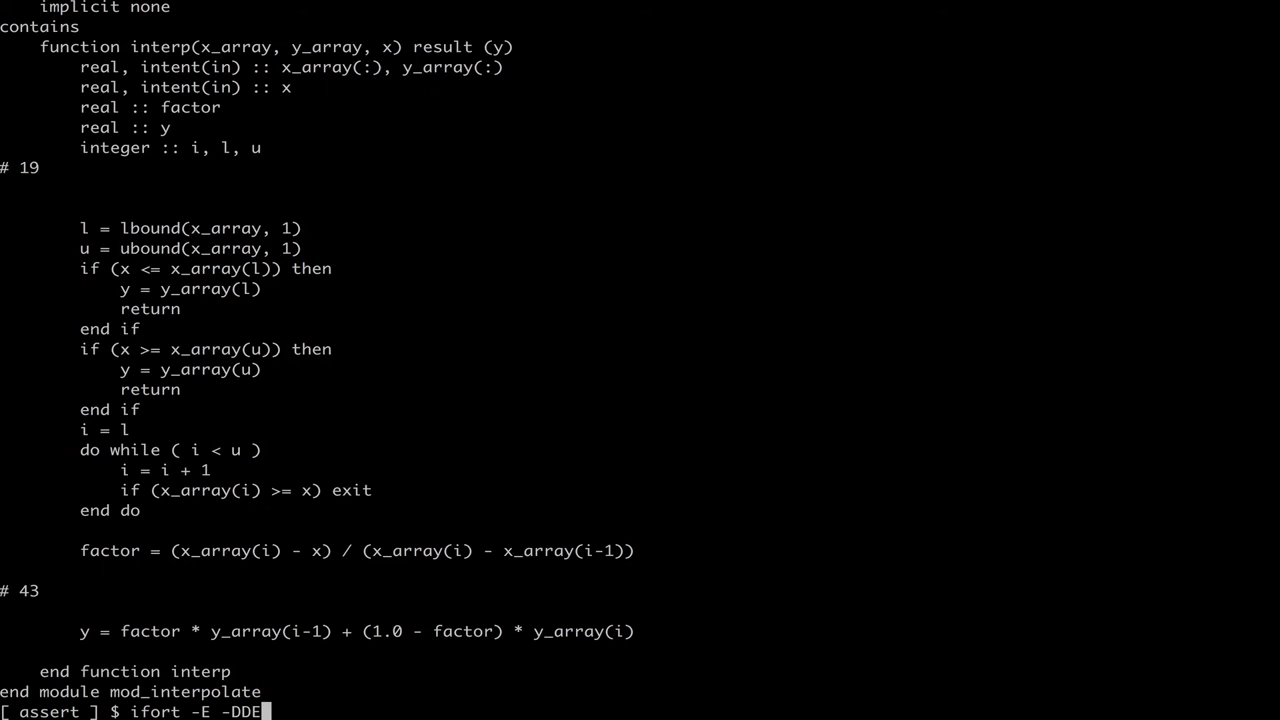 implicit none
contains
    function interp(x_array, y_array, x) result (y)
        real, intent(in) :: x_array(:), y_array(:)
        real, intent(in) :: x
        real :: factor
        real :: y
        integer :: i, l, u
# 19
        l = lbound(x_array, 1)
        u = ubound(x_array, 1)
        if (x <= x_array(l)) then
            y = y_array(l)
            return
        end if
        if (x >= x_array(u)) then
            y = y_array(u)
            return
        end if
        i = l
        do while ( i < u )
            i = i + 1
            if (x_array(i) >= x) exit
        end do
        factor = (x_array(i) - x) / (x_array(i) - x_array(i-1))
# 43
        y = factor * y_array(i-1) + (1.0 - factor) * y_array(i)
    end function interp
end module mod_interpolate
[ assert ] $ ifort -E -DDE